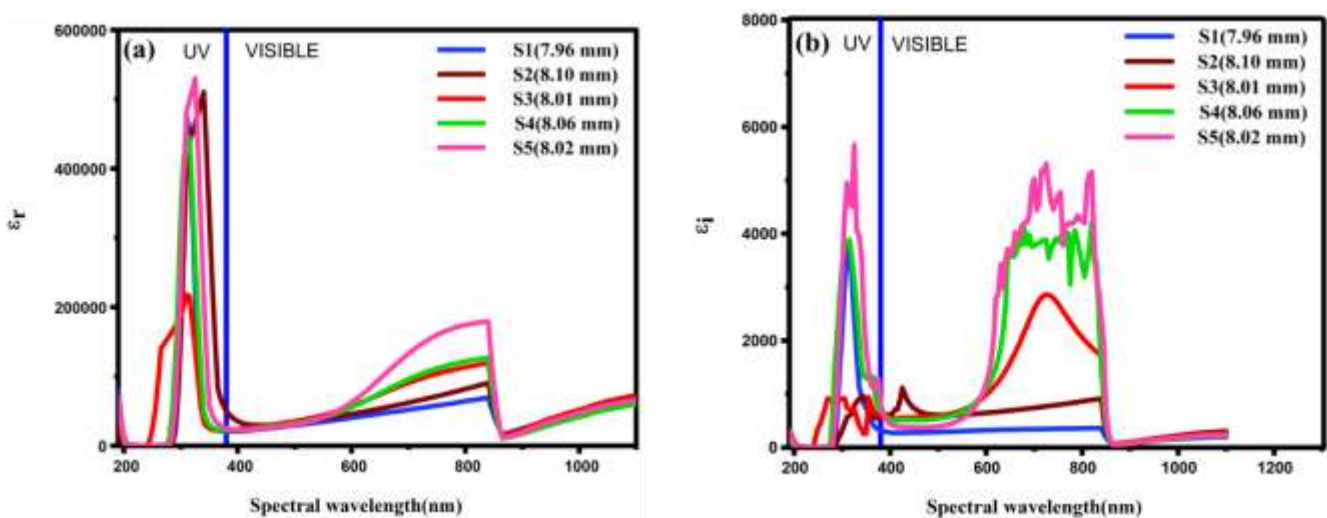 (a)
UV
VISIBLE
S1(7.96 mm)
S2(8.10 mm)
S3(8.01 mm)
S4(8.06 mm)
S5(8.02 mm)
600000
400000
200000
0
εr
200
400
600
800
1000
Spectral wavelength(nm)
(b)
UV
VISIBLE
S1(7.96 mm)
S2(8.10 mm)
S3(8.01 mm)
S4(8.06 mm)
S5(8.02 mm)
8000
6000
4000
2000
0
εi
200
400
600
800
1000
1200
Spectral wavelength(nm)